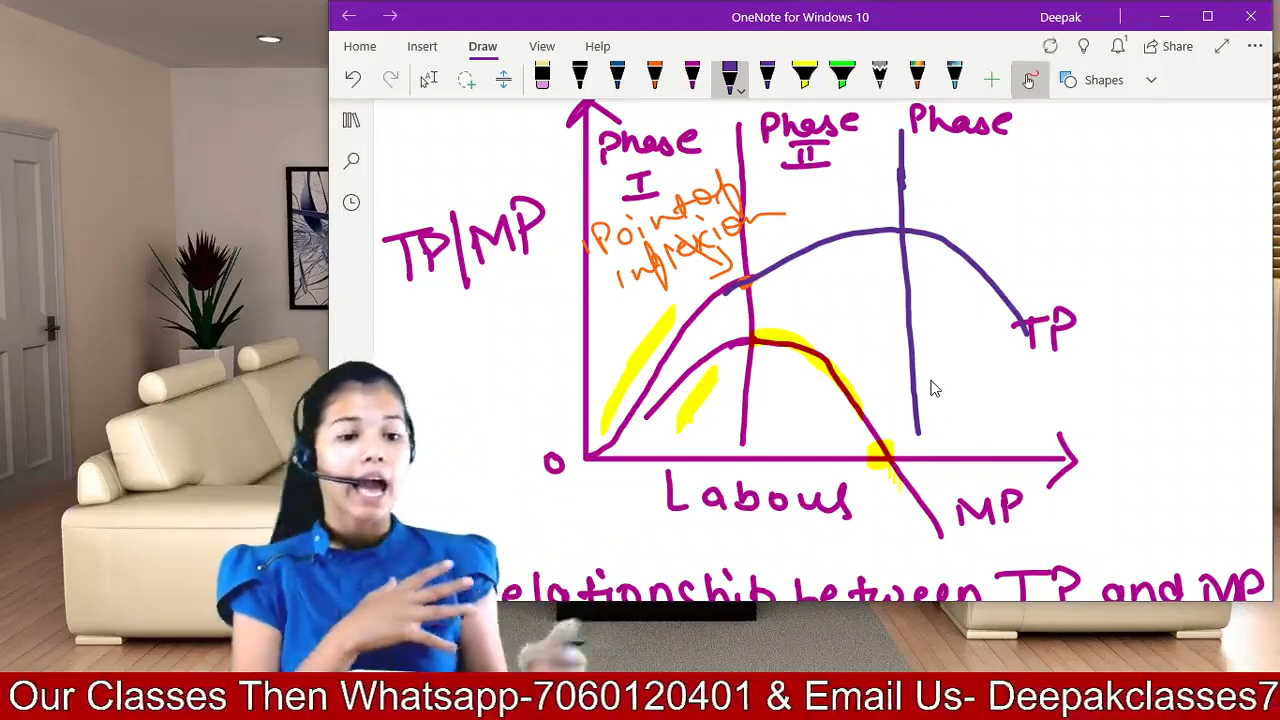 OneNote for Windows 10
Deepak
Home Insert Draw View Help
Share
Shapes
Phase
I
Phase
II
Phase
TP/MP
Point of
TP
0
Labour
MP
elationship between TP and MP
Our Classes Then Whatsapp-7060120401 & Email Us- Deepakclasses7